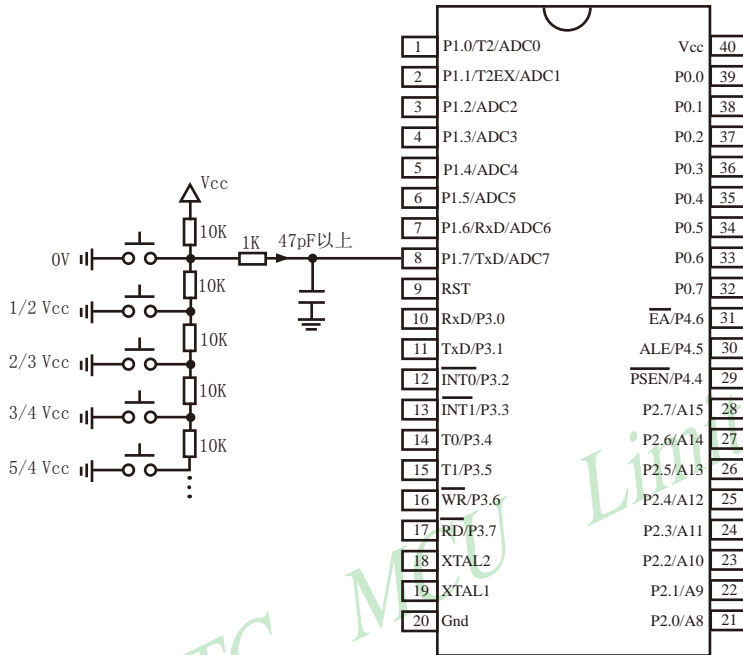 1 P1.0/T2/ADC0 Vcc 40
2 P1.1/T2EX/ADC1 P0.0 39
3 P1.2/ADC2 P0.1 38
4 P1.3/ADC3 P0.2 37
5 P1.4/ADC4 P0.3 36
6 P1.5/ADC5 P0.4 35
7 P1.6/RxD/ADC6 P0.5 34
8 P1.7/TxD/ADC7 P0.6 33
9 RST P0.7 32
10 RxD/P3.0 EA/P4.6 31
11 TxD/P3.1 ALE/P4.5 30
12 INT0/P3.2 PSEN/P4.4 29
13 INT1/P3.3 P2.7/A15 28
14 T0/P3.4 P2.6/A14 27
15 T1/P3.5 P2.5/A13 26
16 WR/P3.6 P2.4/A12 25
17 RD/P3.7 P2.3/A11 24
18 XTAL2 P2.2/A10 23
19 XTAL1 P2.1/A9 22
20 Gnd P2.0/A8 21
Vcc
10K
0V
1K
47pF以上
10K
1/2 Vcc
10K
2/3 Vcc
10K
3/4 Vcc
10K
5/4 Vcc
MCU